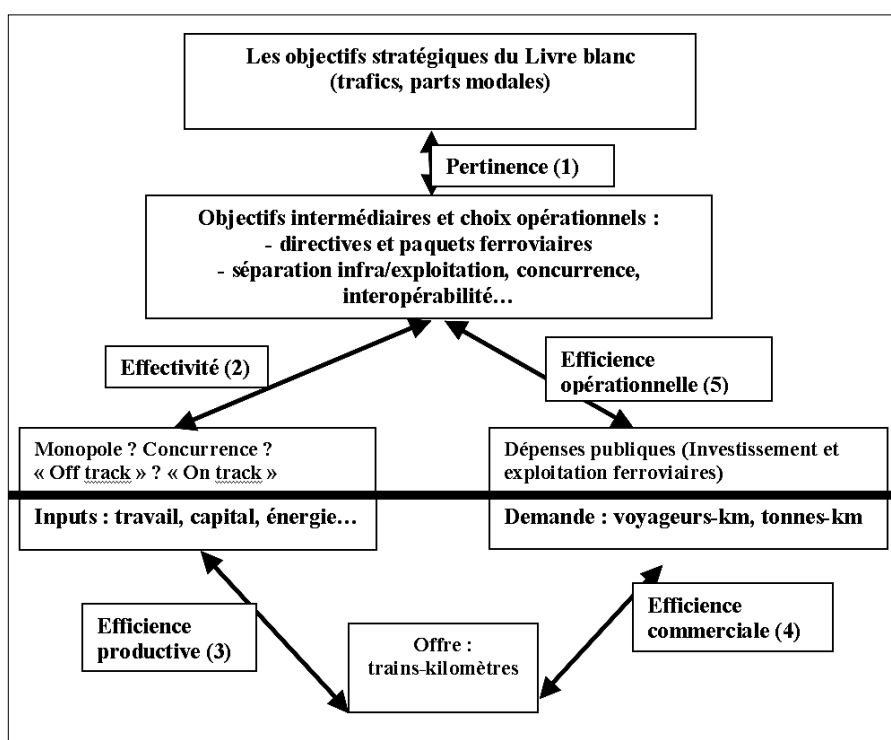 Les objectifs stratégiques du Livre blanc
(trafics, parts modales)
Pertinence (1)
Objectifs intermédiaires et choix opérationnels :
- directives et paquets ferroviaires
- séparation infra/exploitation, concurrence,
interopérabilité…
Effectivité (2)
Efficience
opérationnelle (5)
Monopole ? Concurrence ?
« Off track » ? « On track »
Dépenses publiques (Investissement et
exploitation ferroviaires)
Inputs : travail, capital, énergie…
Demande : voyageurs-km, tonnes-km
Efficience
productive (3)
Offre :
trains-kilomètres
Efficience
commerciale (4)